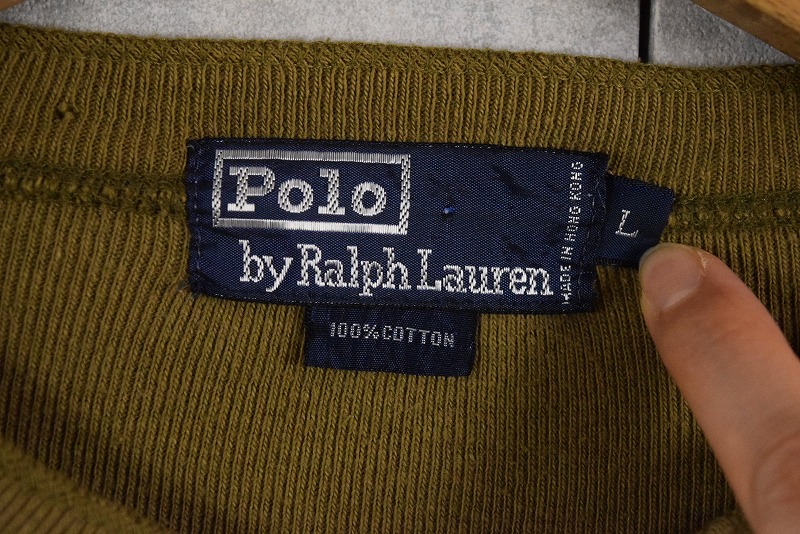 Polo
by Ralph Lauren
MADE IN HONG KONG
L
100% COTTON